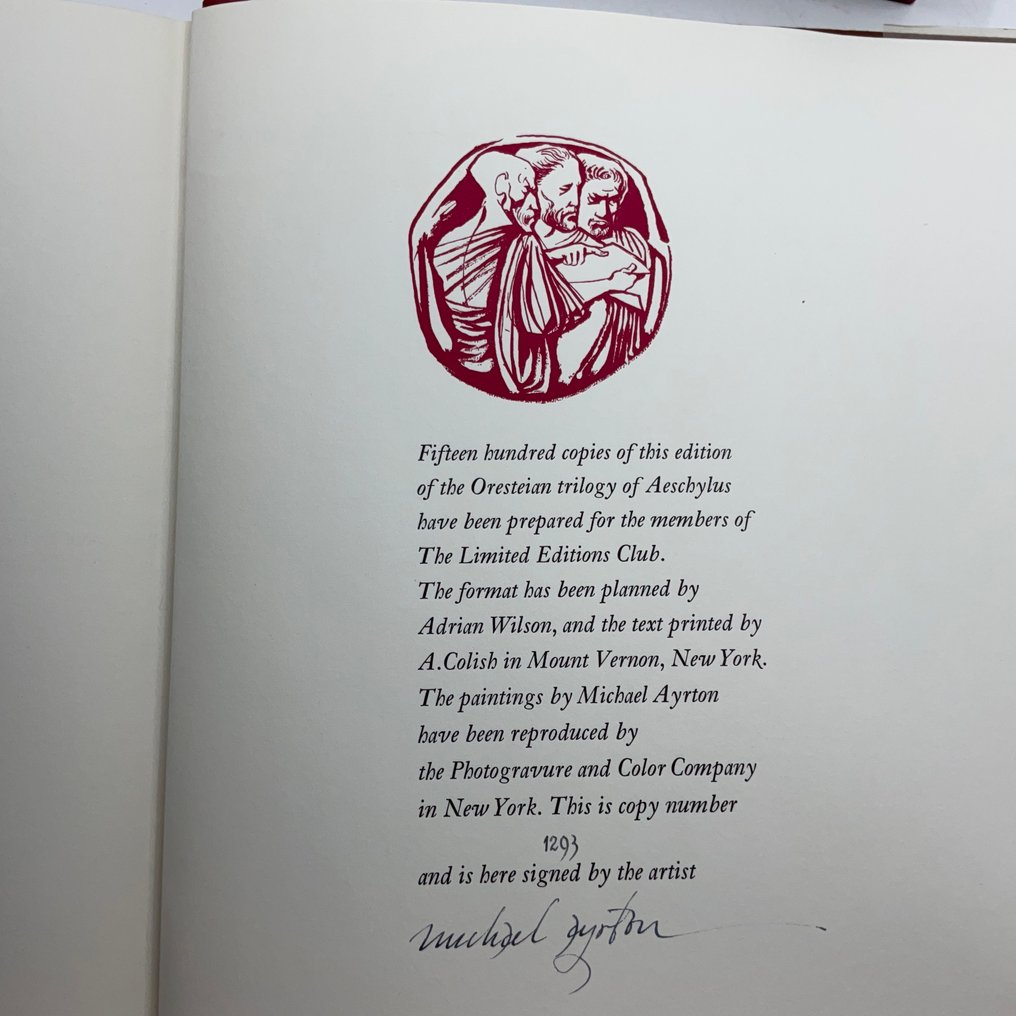 Fifteen hundred copies of this edition
of the Oresteian trilogy of Aeschylus
have been prepared for the members of
The Limited Editions Club.
The format has been planned by
Adrian Wilson, and the text printed by
A.Colish in Mount Vernon, New York.
The paintings by Michael Ayrton
have been reproduced by
the Photogravure and Color Company
in New York. This is copy number
1293
and is here signed by the artist
michael ayrton